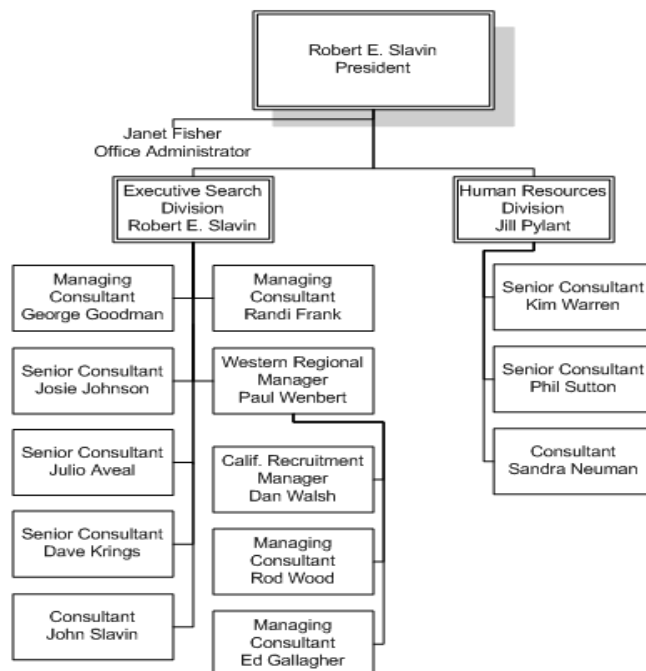 Robert E. Slavin
President
Janet Fisher
Office Administrator
Executive Search
Division
Robert E. Slavin
Human Resources
Division
Jill Pylant
Managing
Consultant
George Goodman
Managing
Consultant
Randi Frank
Senior Consultant
Kim Warren
Senior Consultant
Josie Johnson
Western Regional
Manager
Paul Wenbert
Senior Consultant
Phil Sutton
Senior Consultant
Julio Aveal
Calif. Recruitment
Manager
Dan Walsh
Consultant
Sandra Neuman
Senior Consultant
Dave Krings
Managing
Consultant
Rod Wood
Consultant
John Slavin
Managing
Consultant
Ed Gallagher